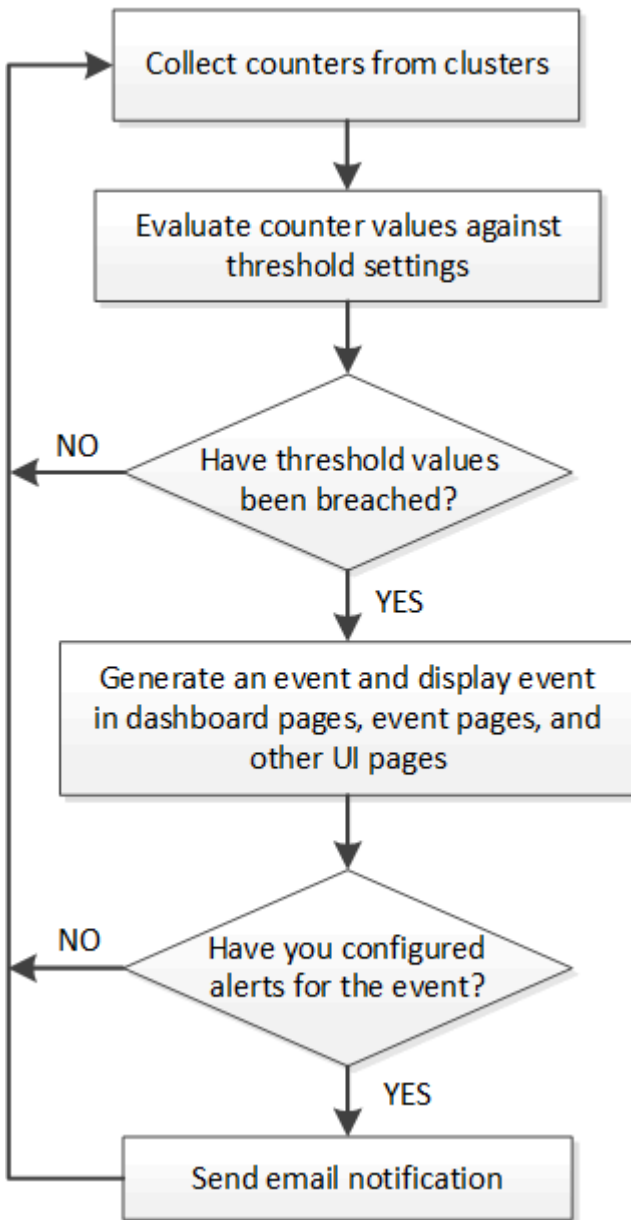 Collect counters from clusters
Evaluate counter values against
threshold settings
NO
Have threshold values
been breached?
YES
Generate an event and display event
in dashboard pages, event pages, and
other UI pages
NO
Have you configured
alerts for the event?
YES
Send email notification